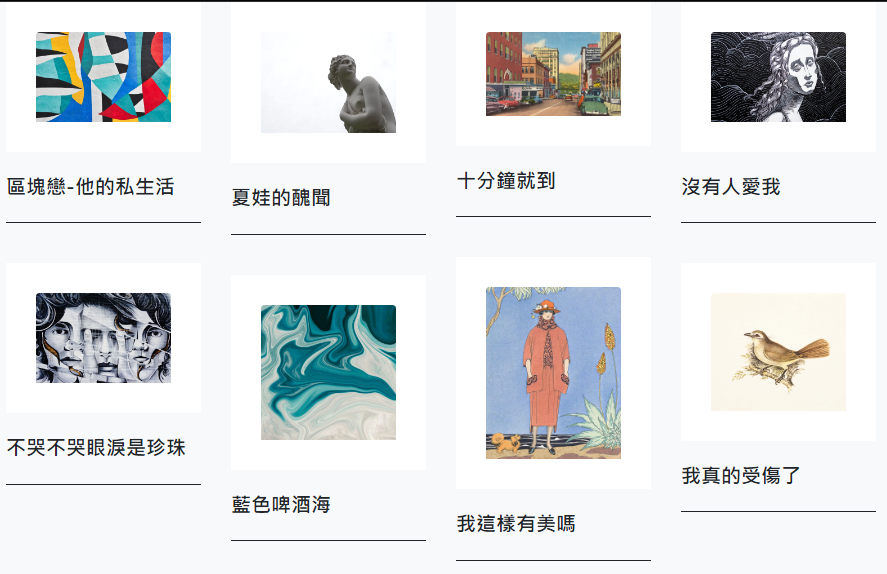 區塊戀-他的私生活
夏娃的醜聞
十分鐘就到
沒有人愛我
不哭不哭眼淚是珍珠
藍色啤酒海
我這樣有美嗎
我真的受傷了